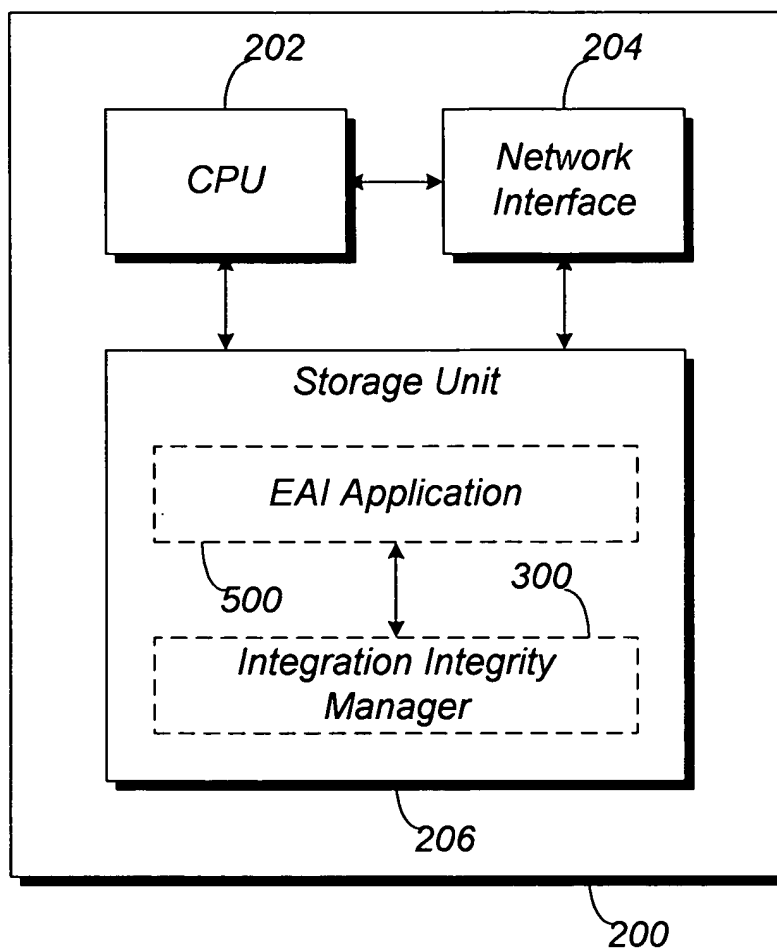 202
204
CPU
Network
Interface
Storage Unit
EAI Application
500
300
Integration Integrity
Manager
206
200